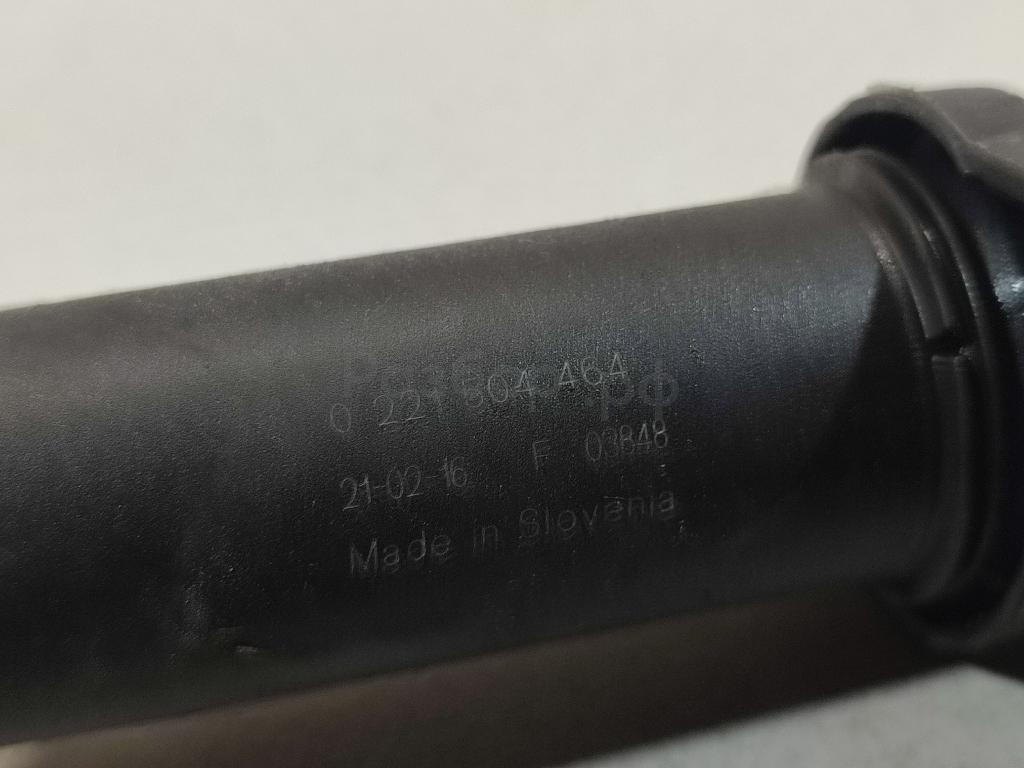 0 221 504 464
21-02-16 F 03848
Made in Slovenia